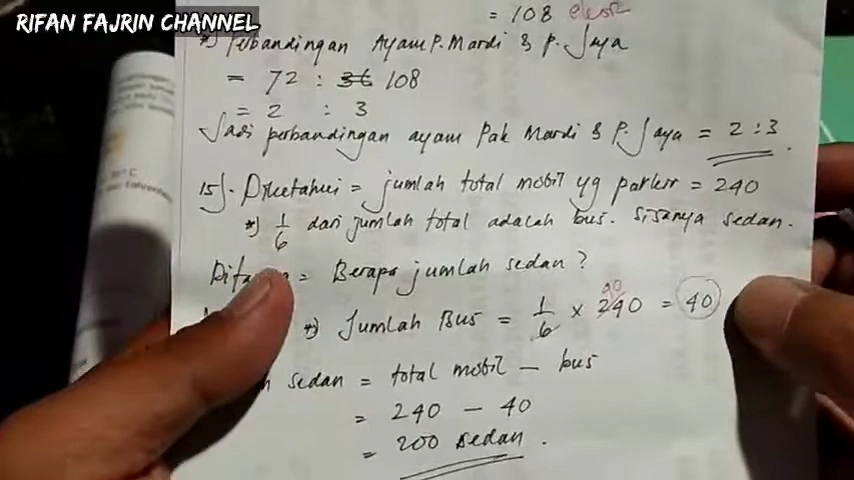 RIFAN FAJRIN CHANNEL
= 108 ekor
*) Perbandingan Ayam P. Mardi & P. Jaya
= 72 : 36 108
= 2 : 3
Jadi perbandingan ayam Pak Mardi & P. Jaya = 2 : 3 .
15). Diketahui = jumlah total mobil yg parkir = 240
*) 1/6 dari jumlah total adalah bus. Sisanya sedan.
= Berapa jumlah sedan ?
40
*) Jumlah Bus = 1/6 × 240 = 40
sedan = total mobil - bus
= 240 - 40
= 200 sedan .